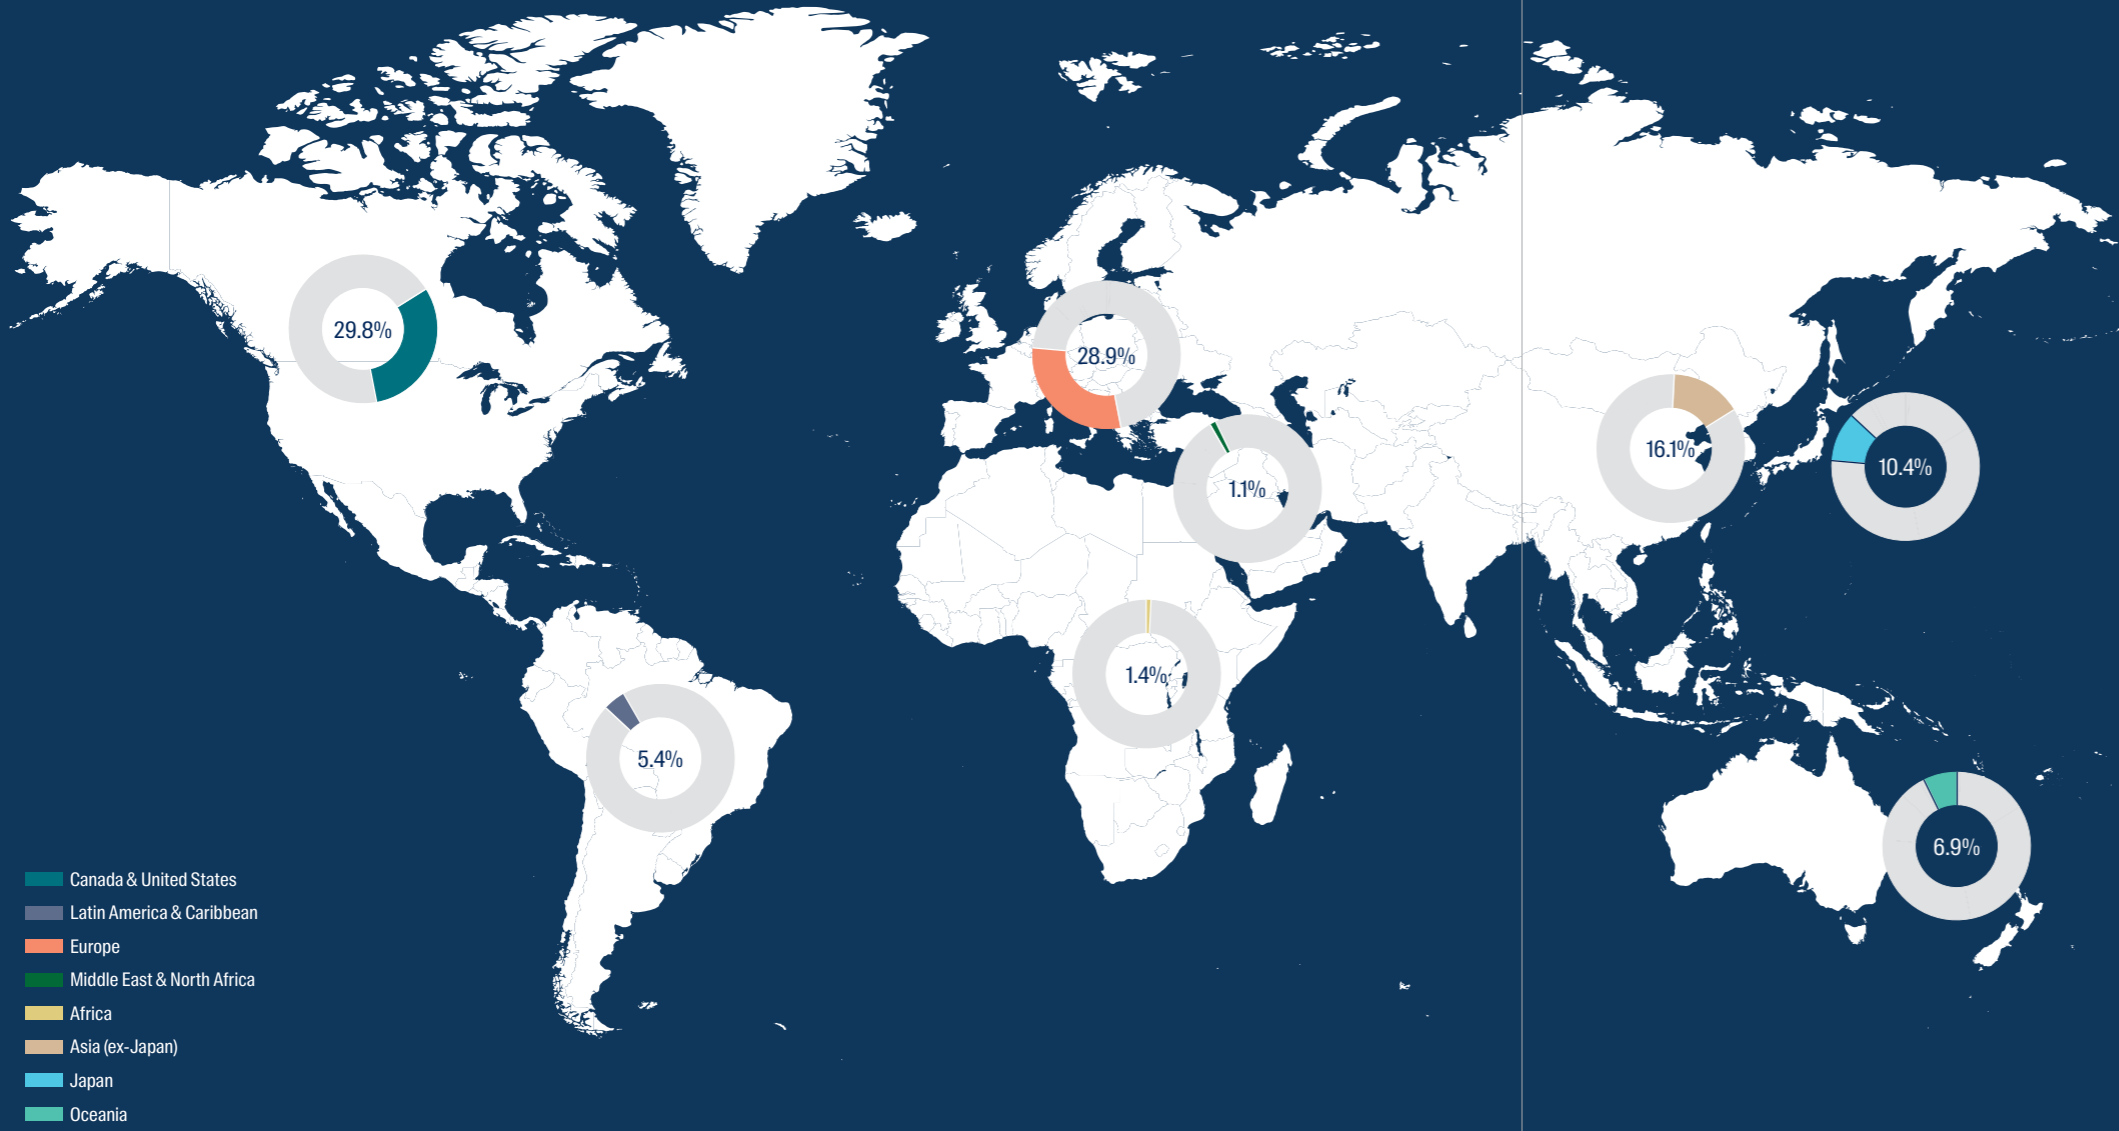 29.8%
28.9%
16.1%
10.4%
1.1%
1.4%
5.4%
6.9%
Canada & United States
Latin America & Caribbean
Europe
Middle East & North Africa
Africa
Asia (ex-Japan)
Japan
Oceania